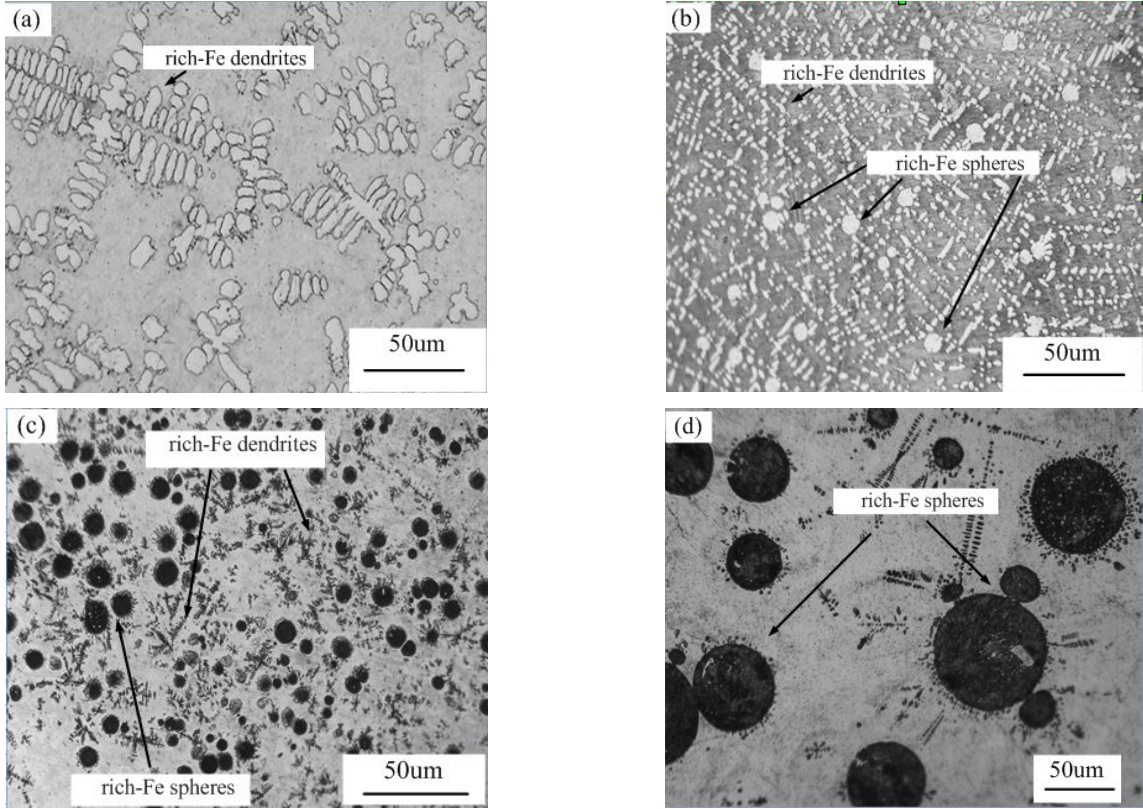 (a)
rich-Fe dendrites
50um
(b)
rich-Fe dendrites
rich-Fe spheres
50um
(c)
rich-Fe dendrites
rich-Fe spheres
50um
(d)
rich-Fe spheres
50um